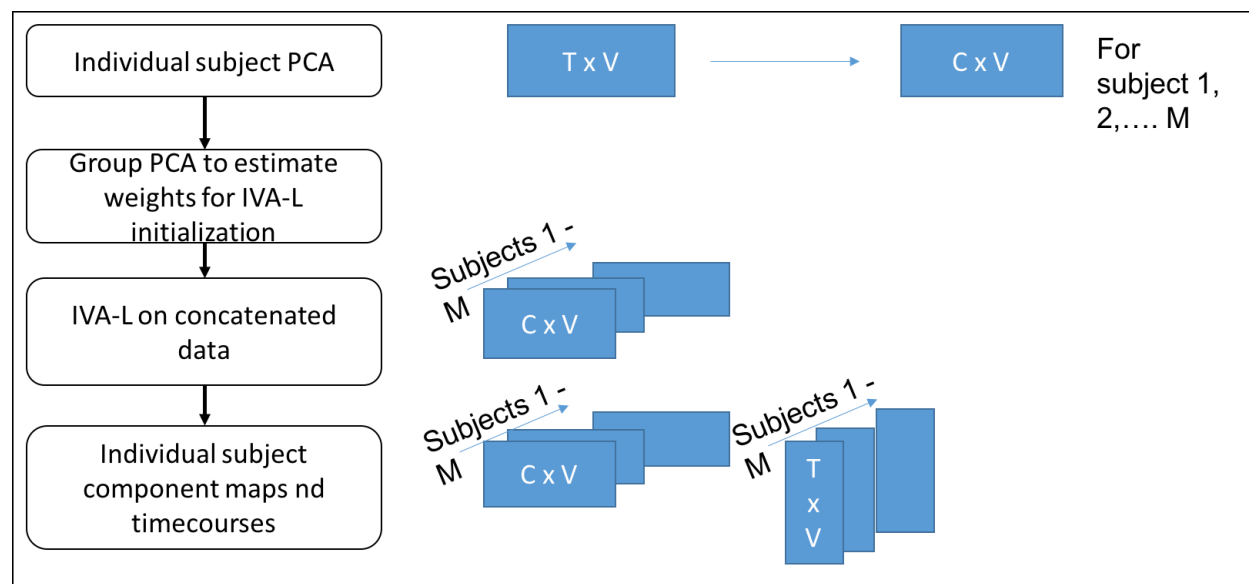 Individual subject PCA
T x V
C x V
For
subject 1,
2,…. M
Group PCA to estimate
weights for IVA-L
initialization
Subjects 1 -
M
C x V
IVA-L on concatenated
data
Subjects 1 -
M
C x V
Subjects 1 -
M
T
x
V
Individual subject
component maps nd
timecourses